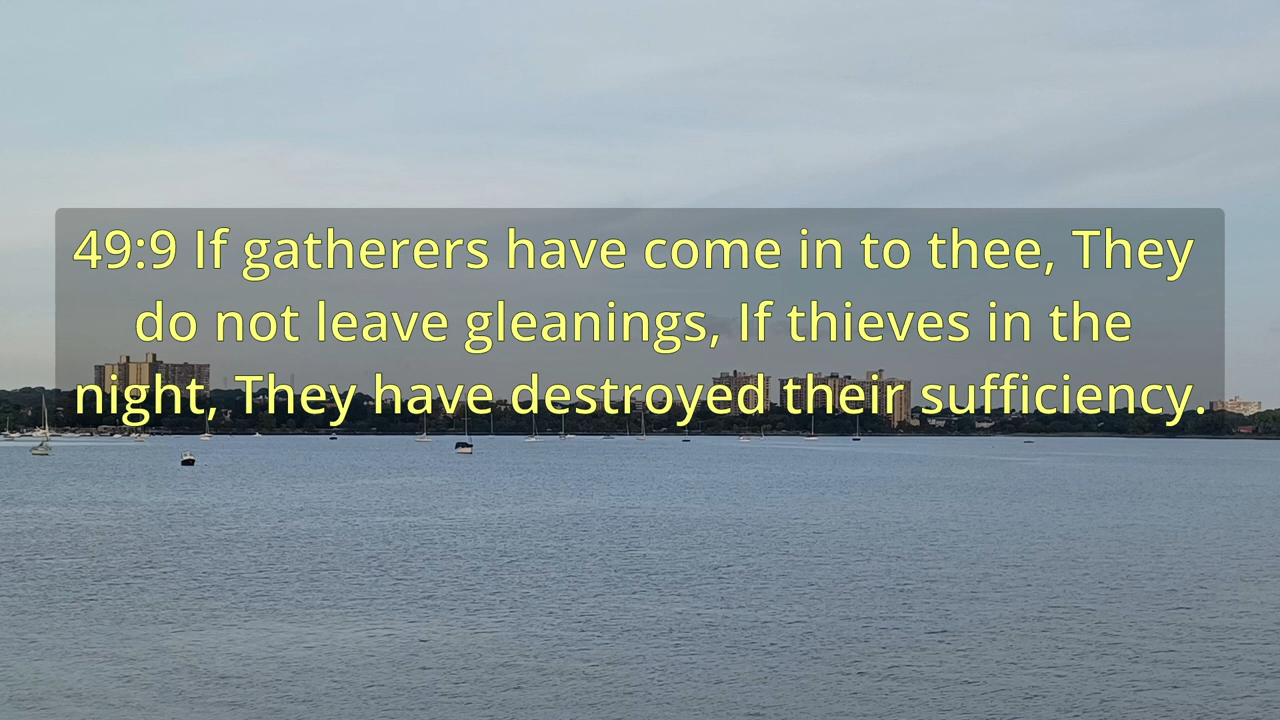 49:9 If gatherers have come in to thee, They
do not leave gleanings, If thieves in the
night, They have destroyed their sufficiency.